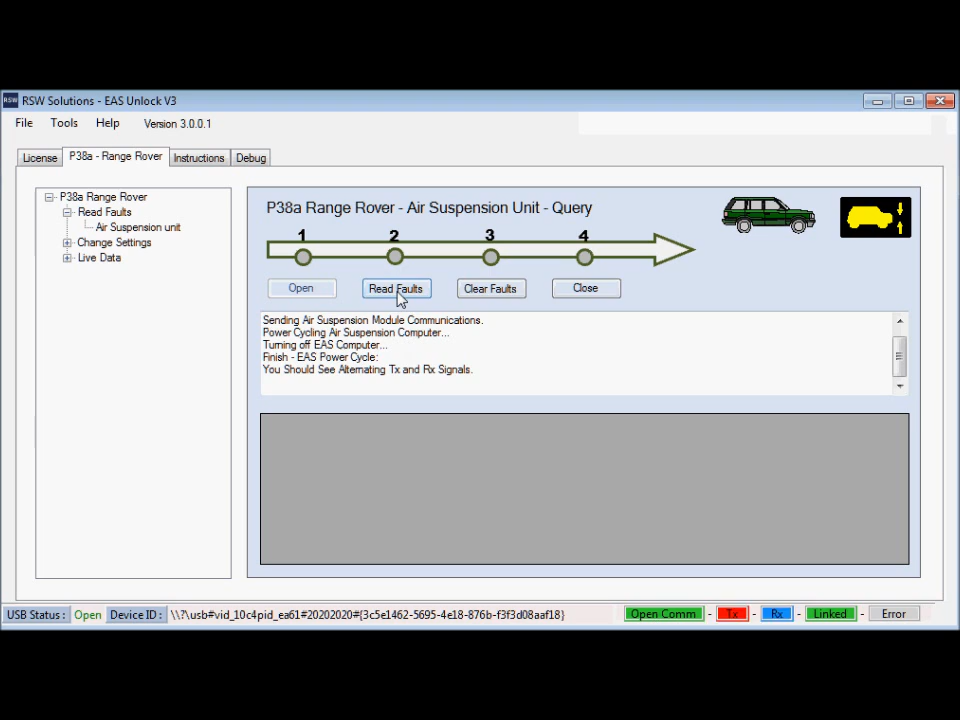 RSW RSW Solutions - EAS Unlock V3
File Tools Help Version 3.0.0.1
License P38a - Range Rover Instructions Debug
P38a Range Rover
Read Faults
Air Suspension unit
Change Settings
Live Data
P38a Range Rover - Air Suspension Unit - Query
1 2 3 4
Open Read Faults Clear Faults Close
Sending Air Suspension Module Communications.
Power Cycling Air Suspension Computer...
Turning off EAS Computer...
Finish - EAS Power Cycle:
You Should See Alternating Tx and Rx Signals.
USB Status : Open Device ID : \\?\usb#vid_10c4pid_ea61#20202020#{3c5e1462-5695-4e18-876b-f3f3d08aaf18} Open Comm - Tx - Rx - Linked - Error